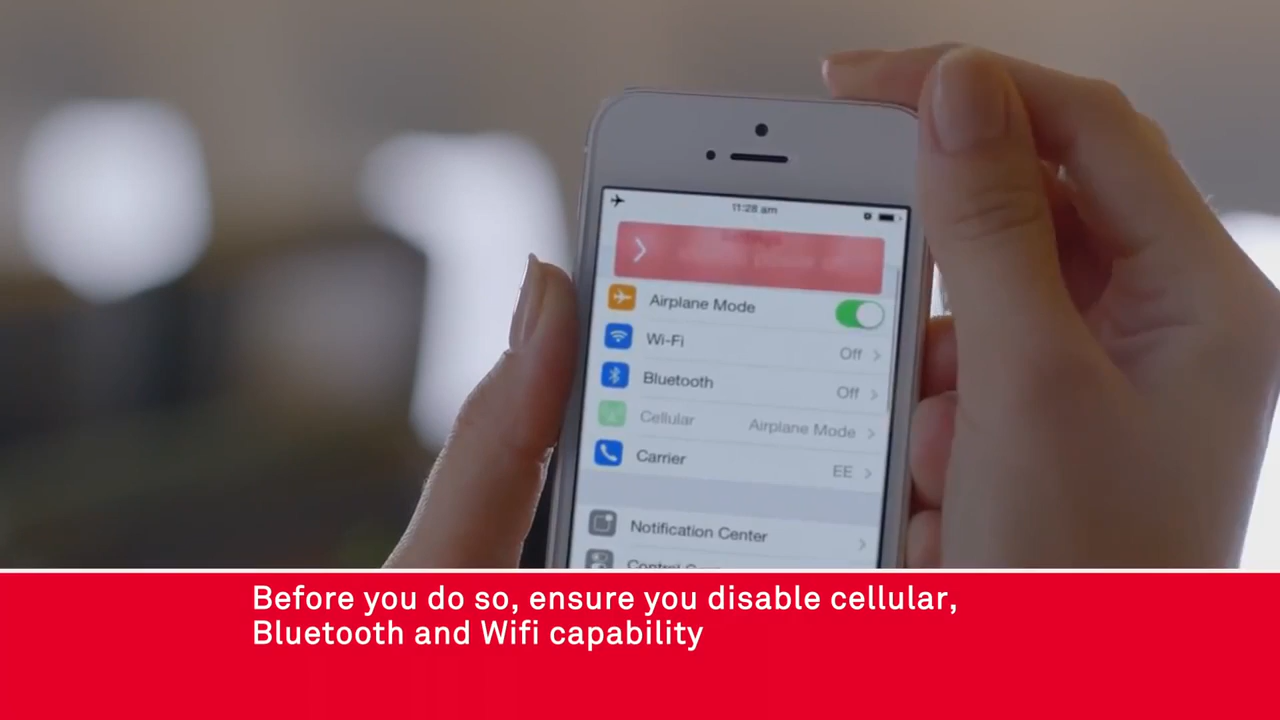 11:28 am
Airplane Mode
Wi-Fi Off
Bluetooth Off
Cellular Airplane Mode
Carrier EE
Notification Center
Before you do so, ensure you disable cellular,
Bluetooth and Wifi capability